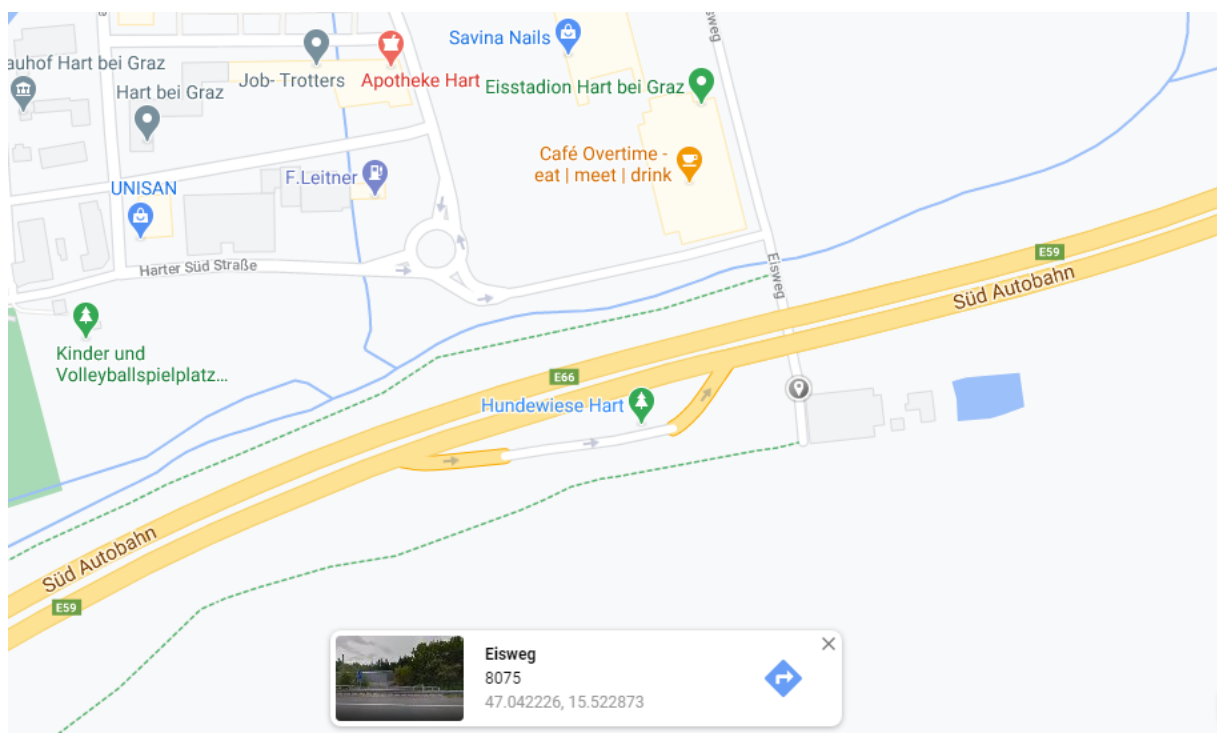 Savina Nails
auhof Hart bei Graz
Job- Trotters
Apotheke Hart
Hart bei Graz
Eisstadion Hart bei Graz
Café Overtime -
eat | meet | drink
F.Leitner
UNISAN
Harter Süd Straße
Eisweg
E59
Süd Autobahn
Kinder und
Volleyballspielplatz...
E66
Hundewiese Hart
Süd Autobahn
E59
Eisweg
8075
47.042226, 15.522873